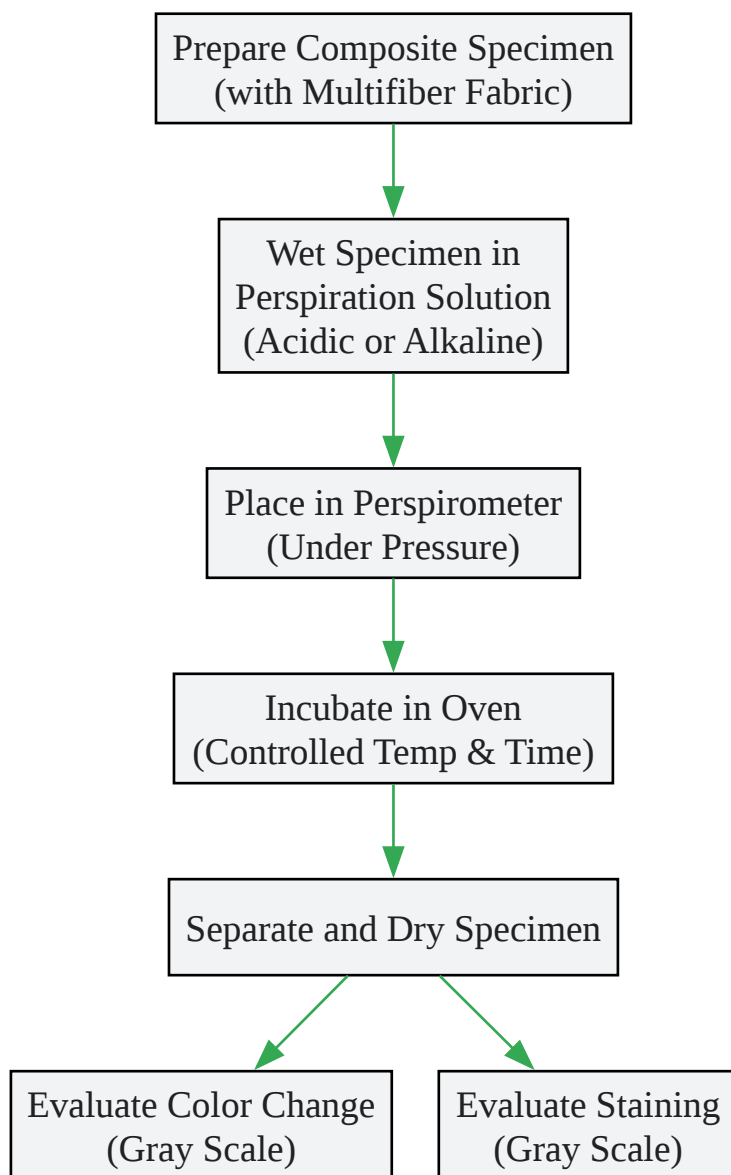 Prepare Composite Specimen
(with Multifiber Fabric)
Wet Specimen in
Perspiration Solution
(Acidic or Alkaline)
Place in Perspirometer
(Under Pressure)
Incubate in Oven
(Controlled Temp & Time)
Separate and Dry Specimen
Evaluate Color Change
(Gray Scale)
Evaluate Staining
(Gray Scale)